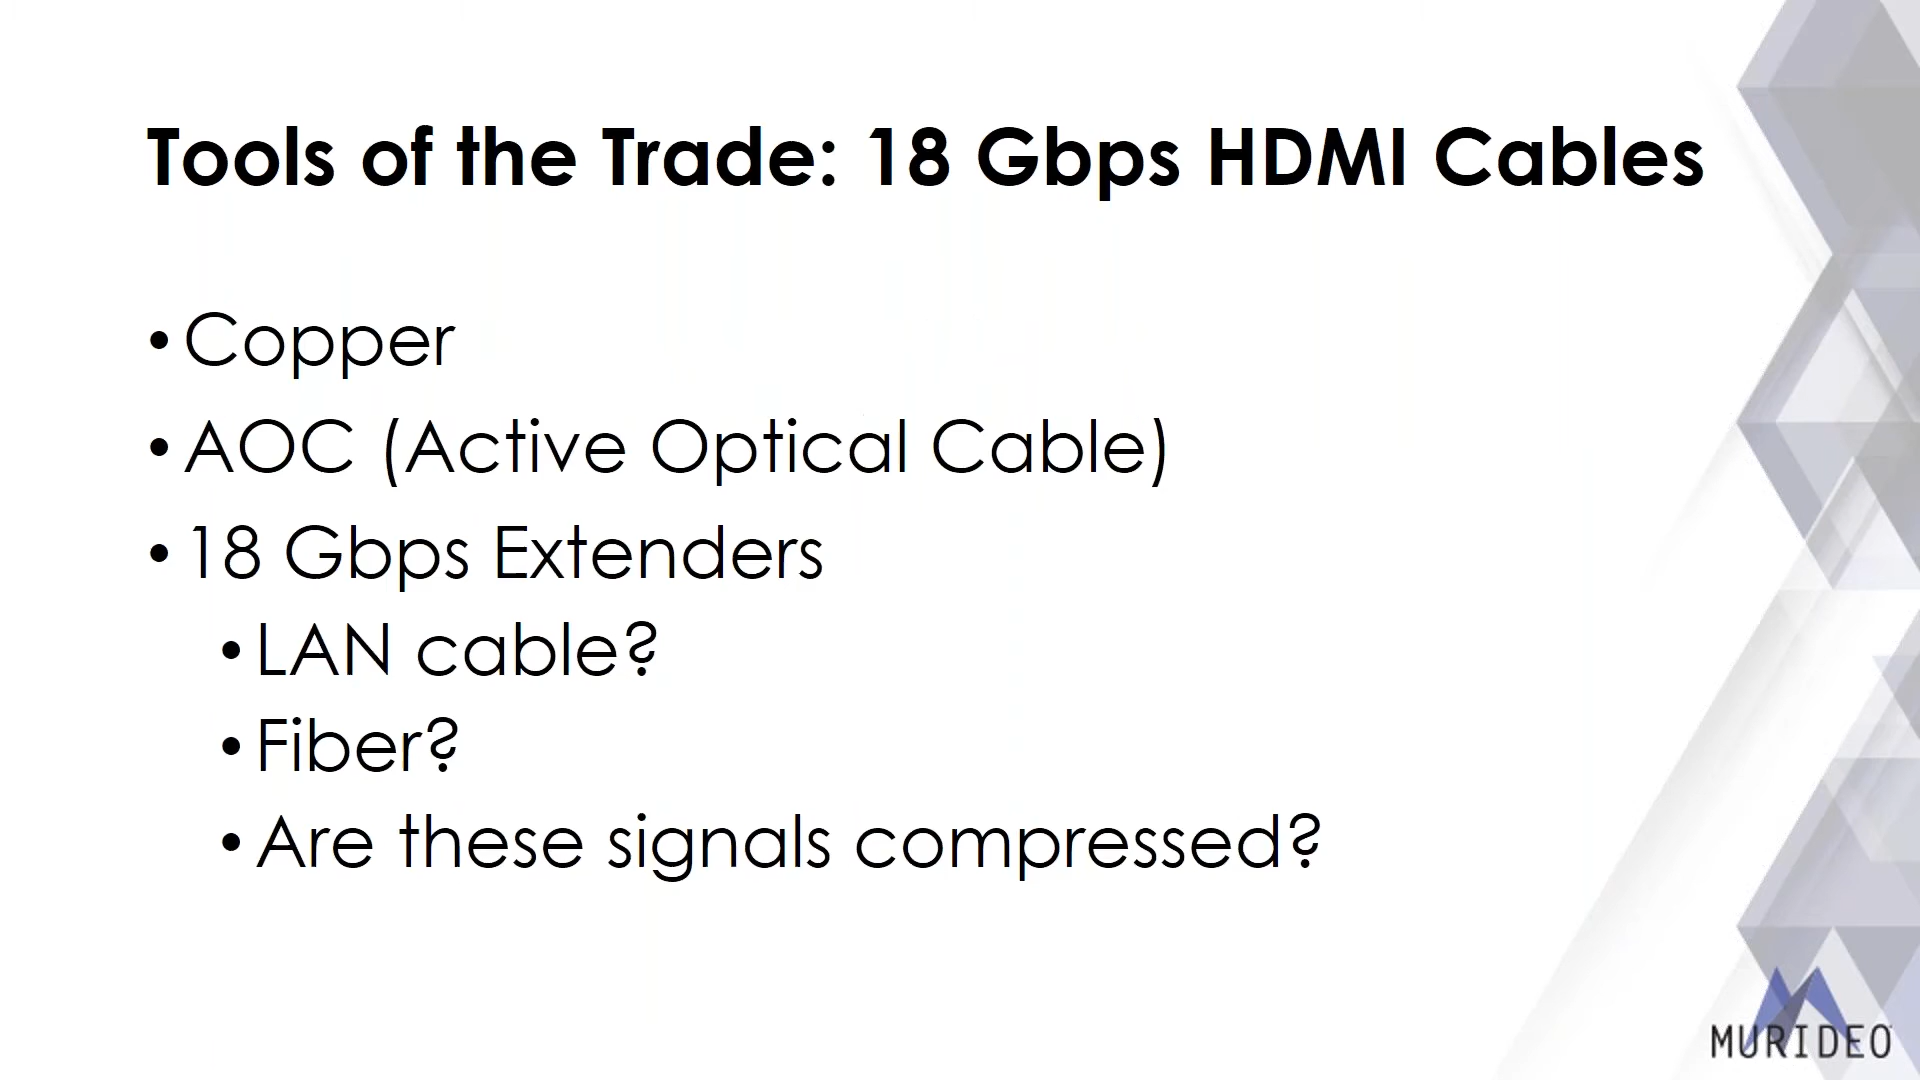 Tools of the Trade: 18 Gbps HDMI Cables
• Copper
• AOC (Active Optical Cable)
• 18 Gbps Extenders
• LAN cable?
• Fiber?
• Are these signals compressed?
MURIDEO